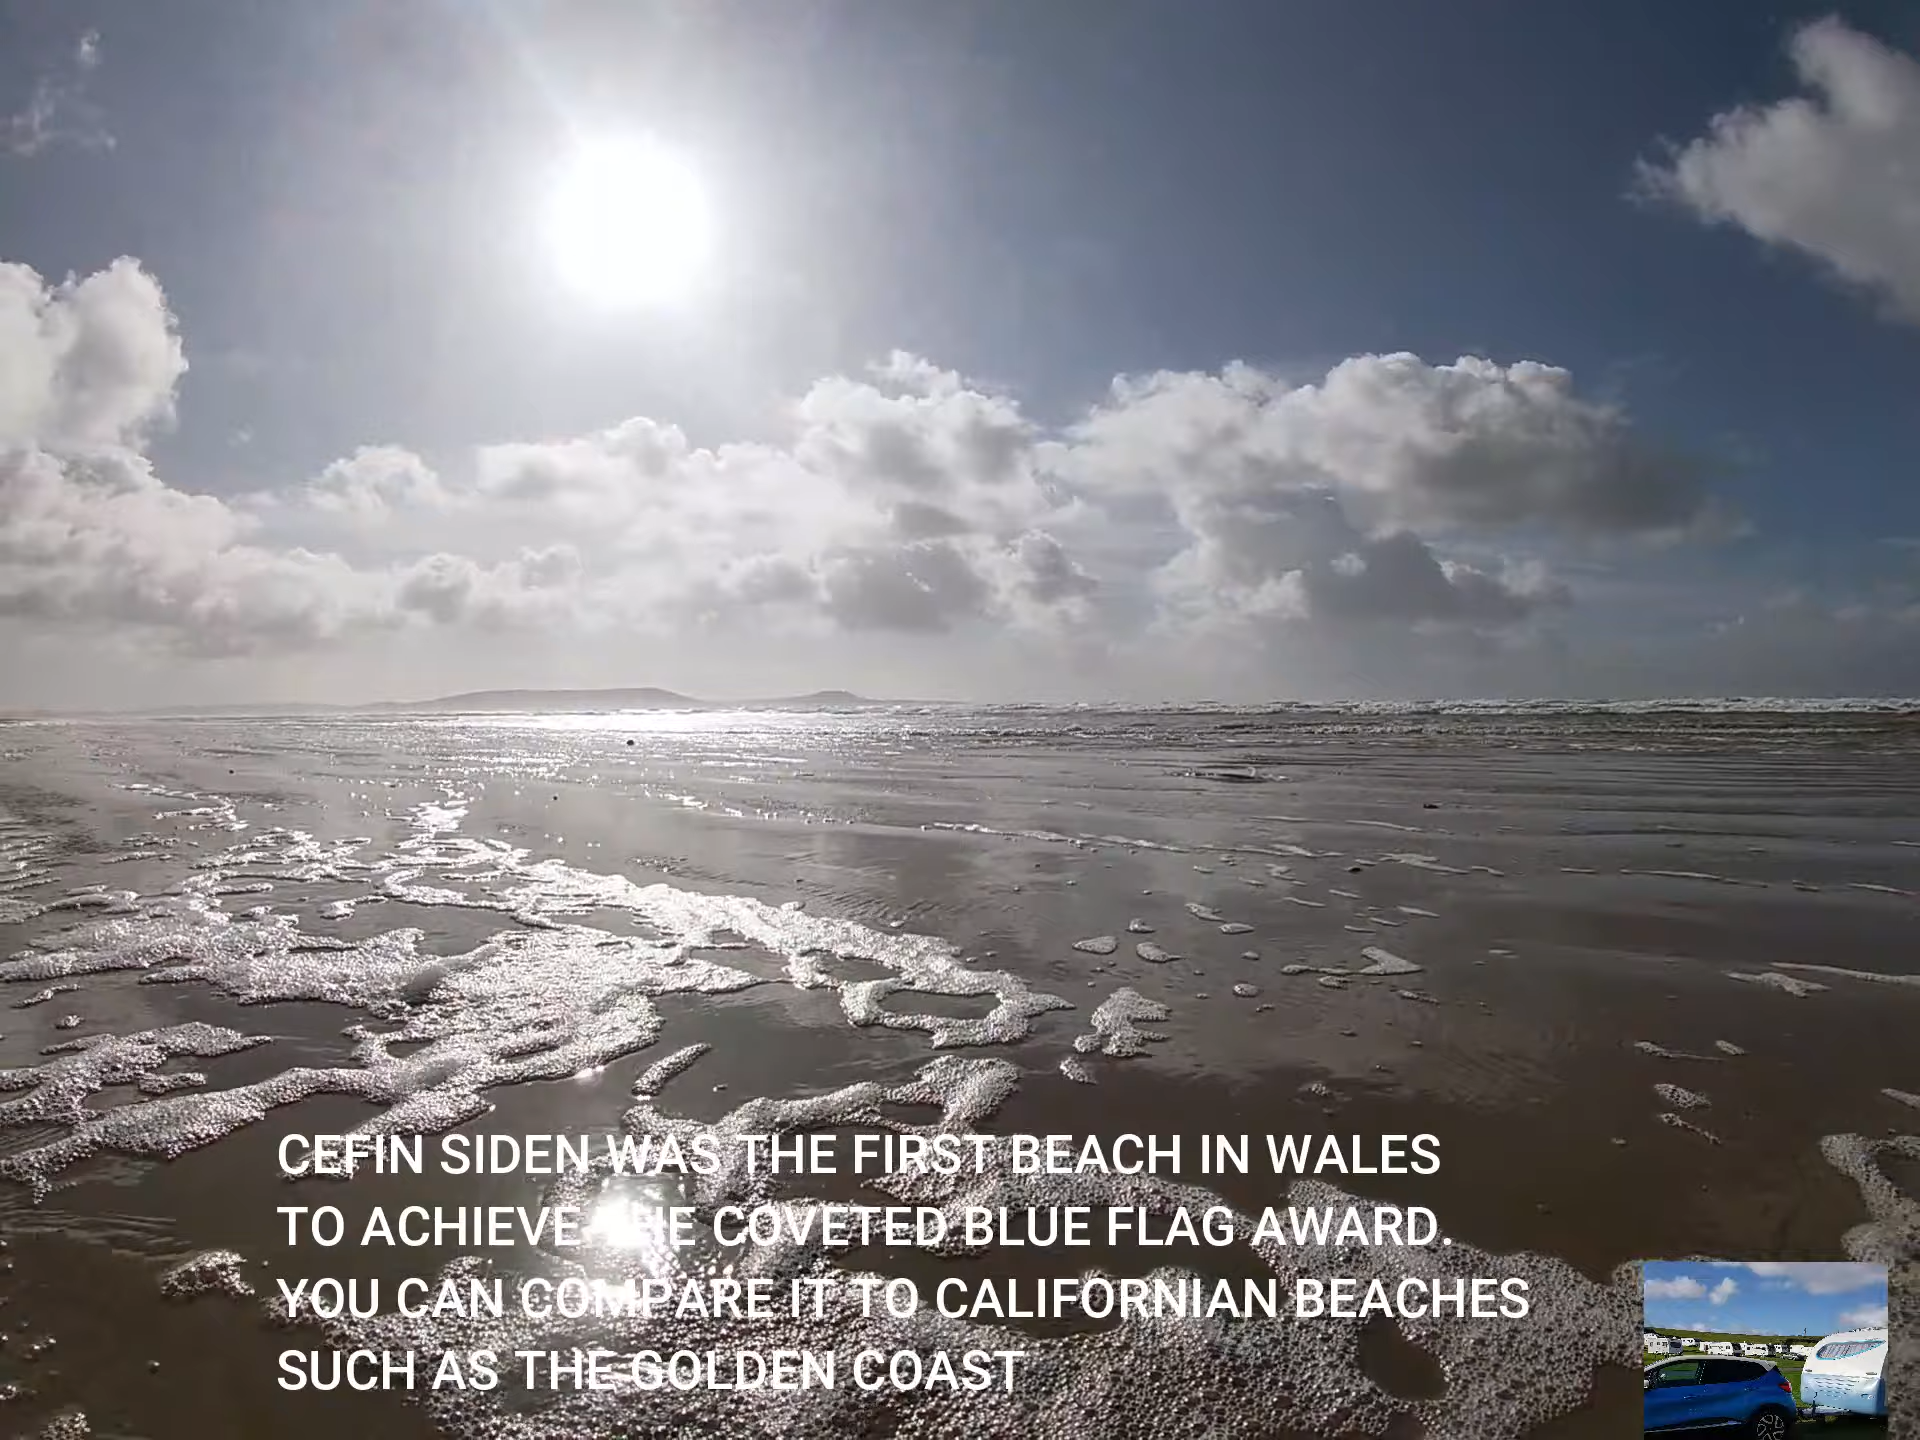 CEFIN SIDEN WAS THE FIRST BEACH IN WALES
TO ACHIEVE THE COVETED BLUE FLAG AWARD.
YOU CAN COMPARE IT TO CALIFORNIAN BEACHES
SUCH AS THE GOLDEN COAST